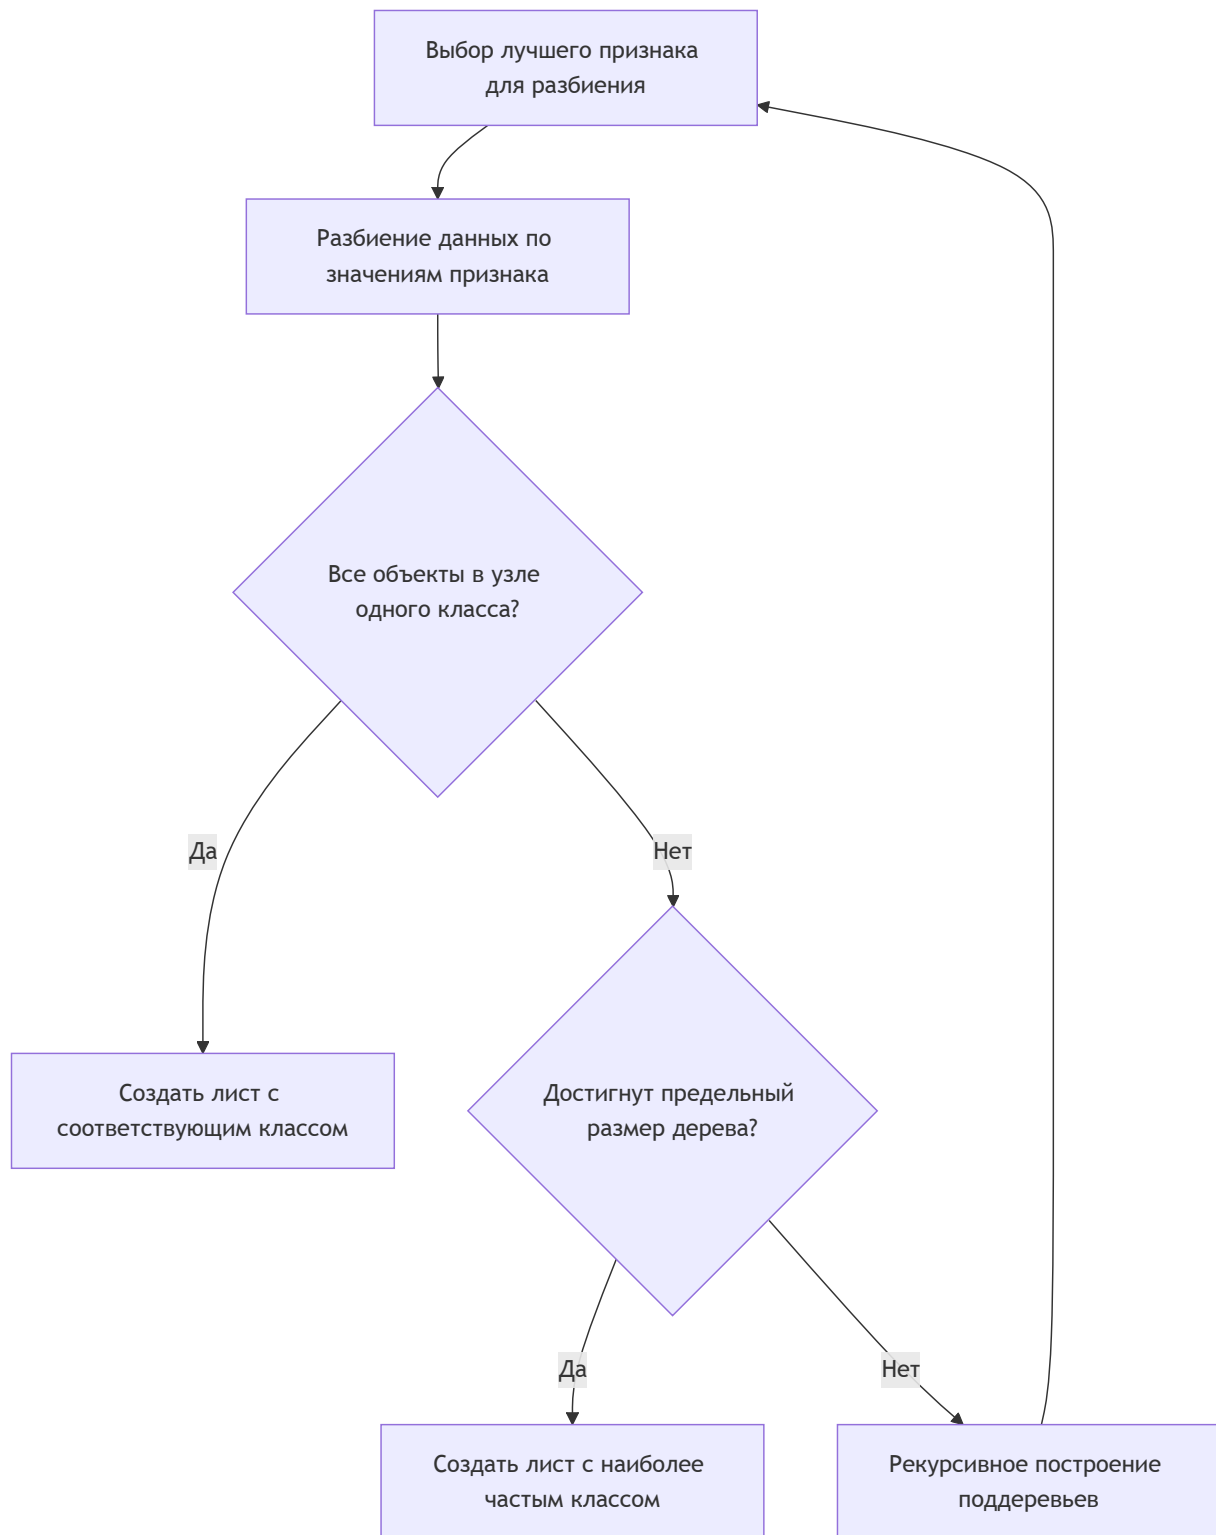 Выбор лучшего признака
для разбиения
Разбиение данных по
значениям признака
Все объекты в узле
одного класса?
Да
Нет
Создать лист с
соответствующим классом
Достигнут предельный
размер дерева?
Да
Нет
Создать лист с наиболее
частым классом
Рекурсивное построение
поддеревьев